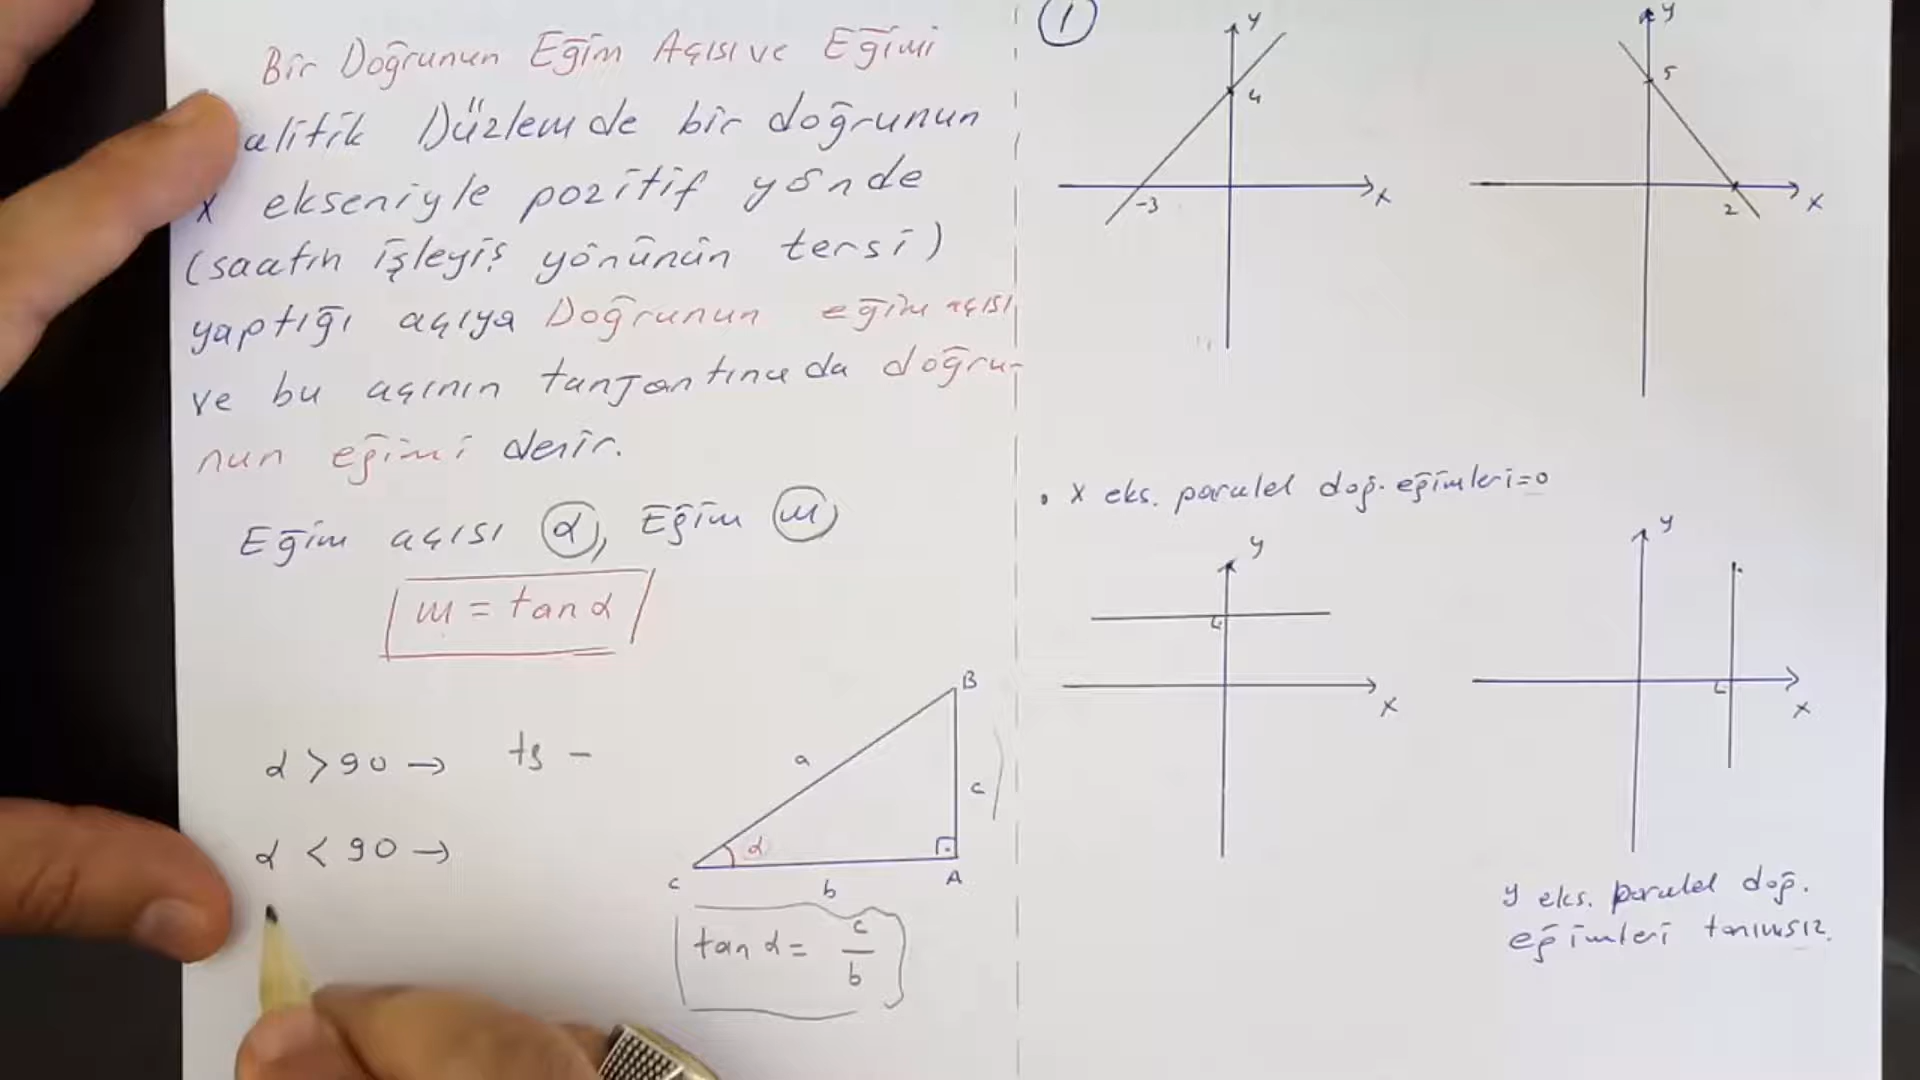 Bir Doğrunun Eğim Açısı ve Eğimi
alitik Düzlemde bir doğrunun
x ekseniyle pozitif yönde
(saatin işleyiş yönünün tersi)
yaptığı açıya Doğrunun eğim açısı
ve bu açının tanjantına da doğru-
nun eğimi denir.
Eğim açısı α, Eğim m
m = tan α
α > 90 → tg -
α < 90 →
B
a
c
α
C
b
A
tan α = c/b
1
y
4
-3
x
y
5
2
x
. x eks. paralel doğ. eğimleri=0
y
x
y
x
y eks. paralel doğ.
eğimleri tanımsız.